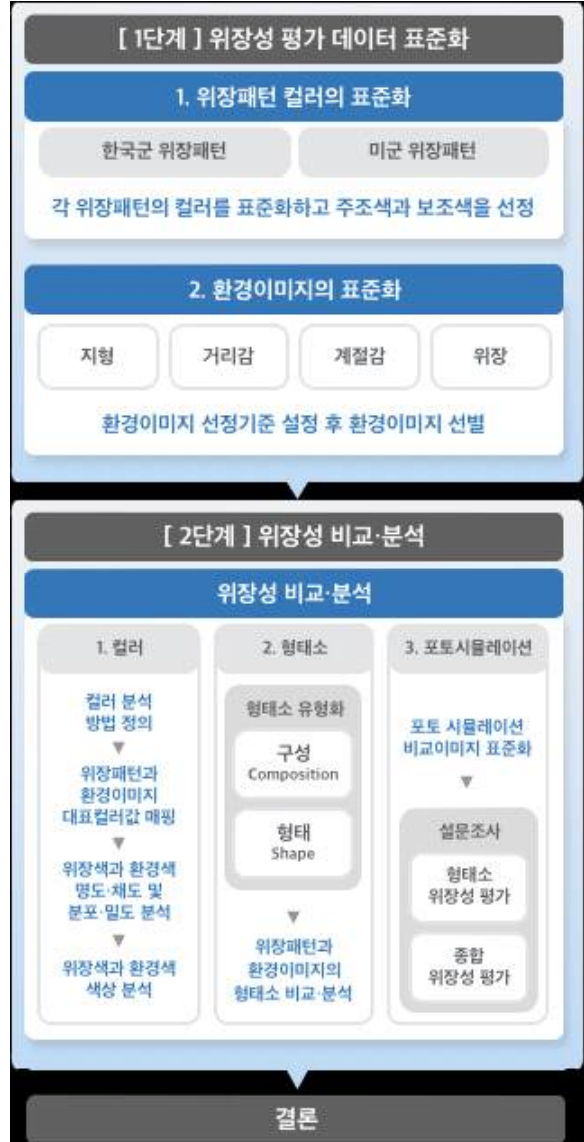 [ 1단계 ] 위장성 평가 데이터 표준화
1. 위장패턴 컬러의 표준화
한국군 위장패턴
미군 위장패턴
각 위장패턴의 컬러를 표준화하고 주조색과 보조색을 선정
2. 환경이미지의 표준화
지형
거리감
계절감
위장
환경이미지 선정기준 설정 후 환경이미지 선별
[ 2단계 ] 위장성 비교·분석
위장성 비교·분석
1. 컬러
컬러 분석
방법 정의
▼
위장패턴과
환경이미지
대표컬러값 매핑
▼
위장색과 환경색
명도·채도 및
분포·밀도 분석
▼
위장색과 환경색
색상 분석
2. 형태소
형태소 유형화
구성
Composition
형태
Shape
▼
위장패턴과
환경이미지의
형태소 비교·분석
3. 포토시뮬레이션
포토 시뮬레이션
비교이미지 표준화
▼
설문조사
형태소
위장성 평가
종합
위장성 평가
결론